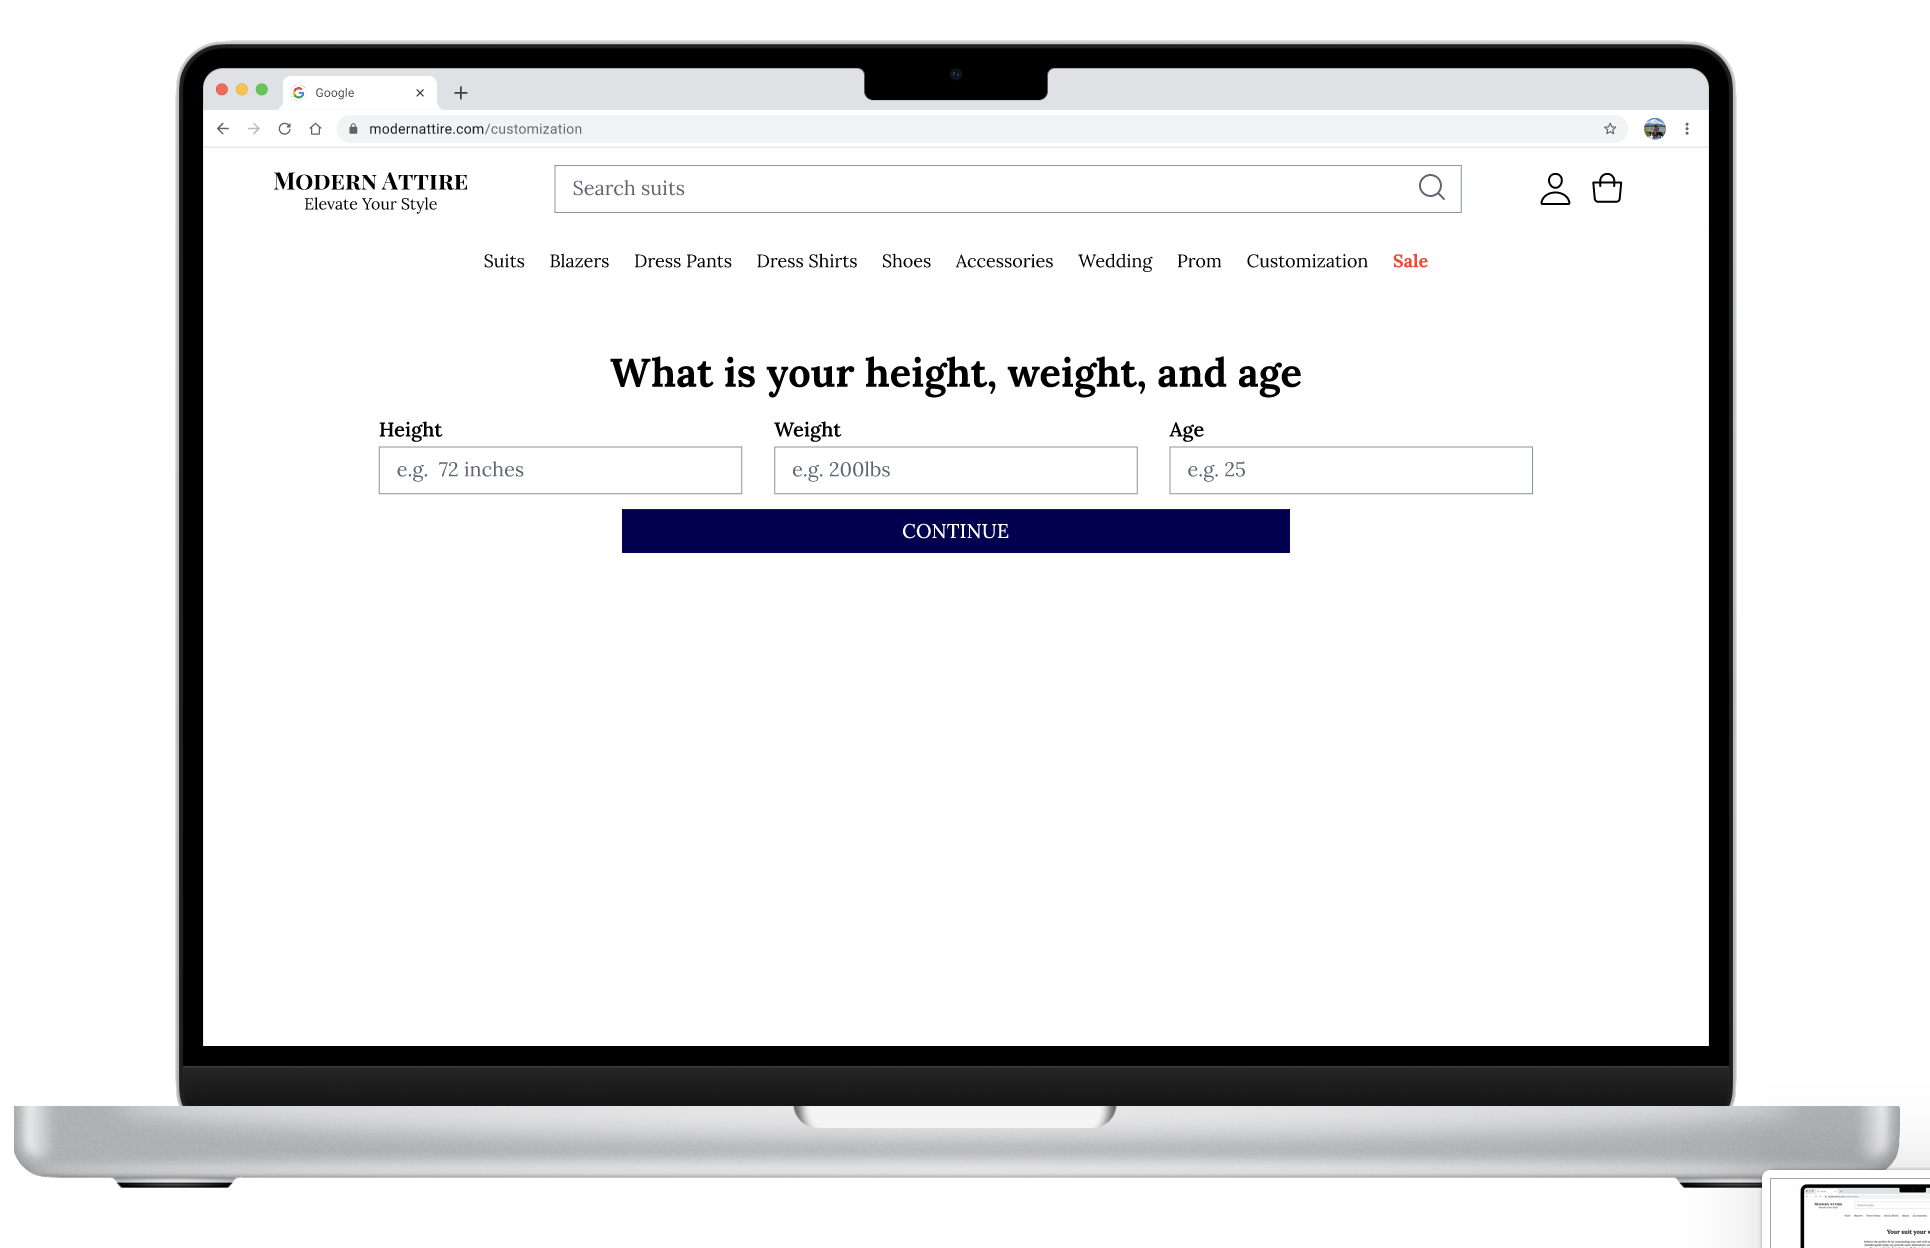 Google
modernattire.com/customization
MODERN ATTIRE
Elevate Your Style
Search suits
Suits Blazers Dress Pants Dress Shirts Shoes Accessories Wedding Prom Customization Sale
What is your height, weight, and age
Height Weight Age
e.g. 72 inches e.g. 200lbs e.g. 25
CONTINUE
MODERN ATTIRE
Your suit your